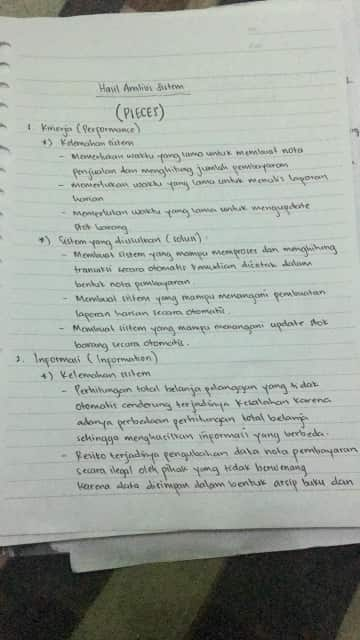 Hasil Analisis Sistem
(PIECES)
1. Kinerja (Performance)
*) Kelemahan sistem
- Memerlukan waktu yang lama untuk membuat nota
penjualan dan menghitung jumlah pembayaran
- memerlukan waktu yang lama untuk menulis laporan
harian
- Memerlukan waktu yang lama untuk mengupdate
stok barang
*) Sistem yang diusulkan (solusi).
- Membuat sistem yang mampu memproses dan menghitung
transaksi secara otomatis kemudian dicetak dalam
bentuk nota pembayaran.
- Membuat sistem yang mampu menangani pembuatan
laporan harian secara otomatis.
- Membuat sistem yang mampu menangani update stok
barang secara otomatis.
2. Informasi (Information)
*) Kelemahan sistem
- Perhitungan total belanja pelanggan yang tidak
otomatis cenderung terjadinya kesalahan karena
adanya perbedaan perhitungan total belanja
sehingga menghasilkan informasi yang berbeda.
- Resiko terjadinya pengubahan data nota pembayaran
secara ilegal oleh pihak yang tidak berwenang
karena data disimpan dalam bentuk arsip buku dan